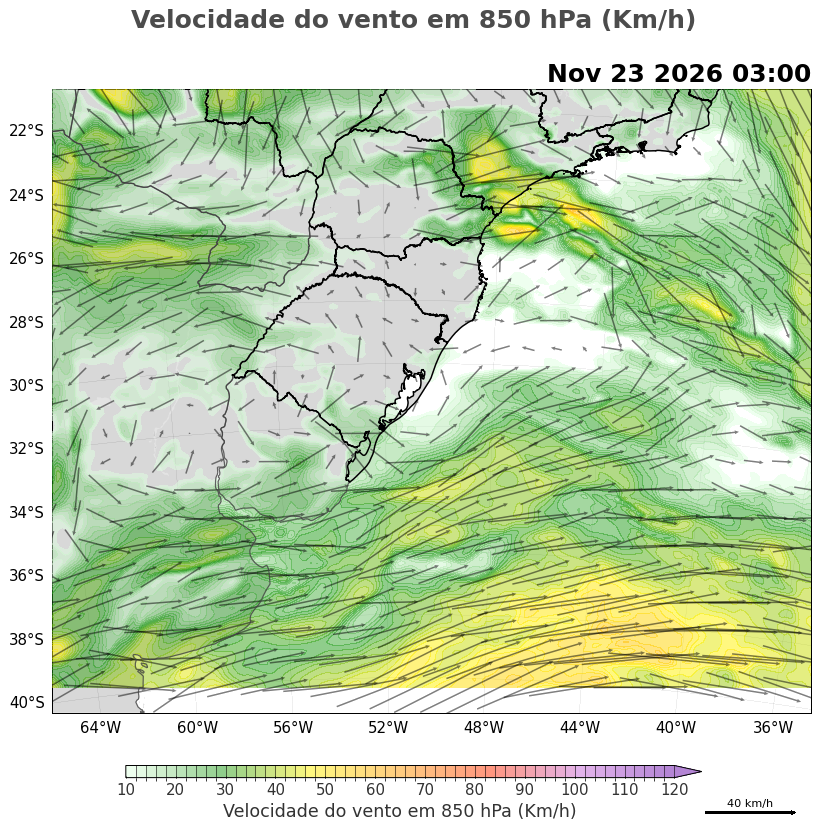 Velocidade do vento em 850 hPa (Km/h)
Nov 23 2026 03:00
22°S
24°S
26°S
28°S
30°S
32°S
34°S
36°S
38°S
40°S
64°W 60°W 56°W 52°W 48°W 44°W 40°W 36°W
10 20 30 40 50 60 70 80 90 100 110 120
Velocidade do vento em 850 hPa (Km/h)
40 km/h